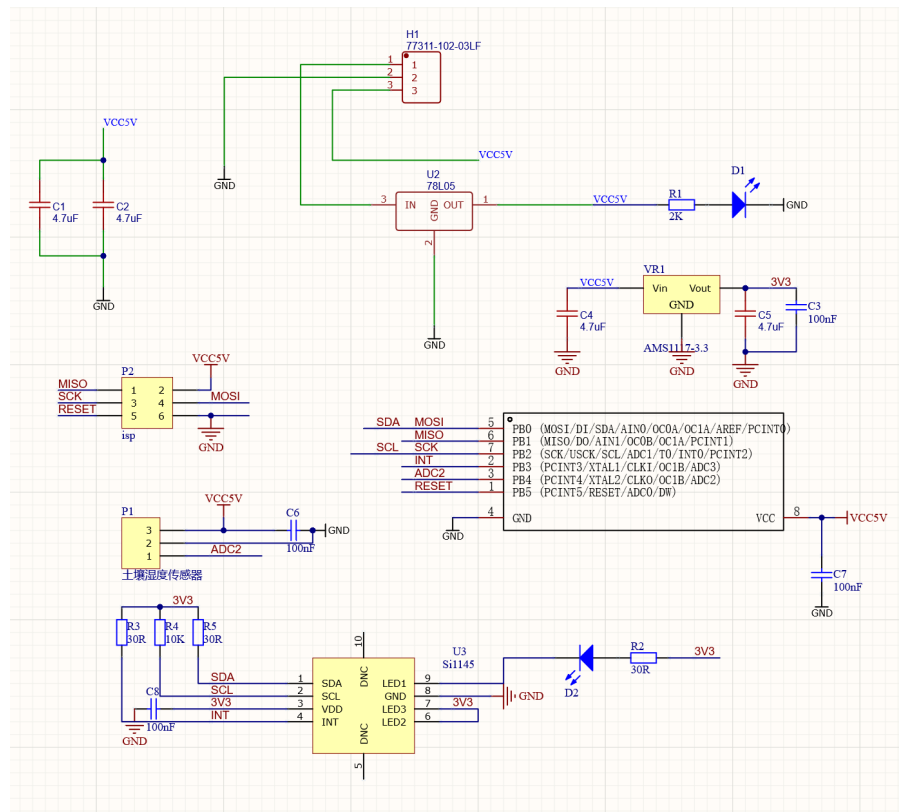 H1
77311-102-03LF
1 1
2 2
3 3
VCC5V
GND
VCC5V
C1
4.7uF
C2
4.7uF
GND
U2
78L05
3 IN GND OUT 1
2
GND
VCC5V
R1
2K
D1
GND
VCC5V
VR1
Vin Vout
GND
AMS1117-3.3
3V3
C4
4.7uF
C5
4.7uF
C3
100nF
GND
GND
GND
P2
VCC5V
MISO 1 2
SCK 3 4 MOSI
RESET 5 6
isp
GND
SDA MOSI 5 PB0 (MOSI/DI/SDA/AIN0/OC0A/OC1A/AREF/PCINT0)
MISO 6 PB1 (MISO/DO/AIN1/OC0B/OC1A/PCINT1)
SCL SCK 7 PB2 (SCK/USCK/SCL/ADC1/T0/INT0/PCINT2)
INT 2 PB3 (PCINT3/XTAL1/CLKI/OC1B/ADC3)
ADC2 3 PB4 (PCINT4/XTAL2/CLKO/OC1B/ADC2)
RESET 1 PB5 (PCINT5/RESET/ADC0/DW)
4 GND VCC 8 VCC5V
GND
C7
100nF
GND
P1
VCC5V
3
2
1
C6
100nF
GND
ADC2
土壤湿度传感器
3V3
R3
30R
R4
10K
R5
30R
U3
Si1145
10
DNC
SDA 1 SDA LED1 9
SCL 2 SCL GND 8 GND
3V3 3 VDD LED3 7 3V3
INT 4 INT LED2 6
DNC
5
C8
100nF
GND
D2
R2
30R
3V3